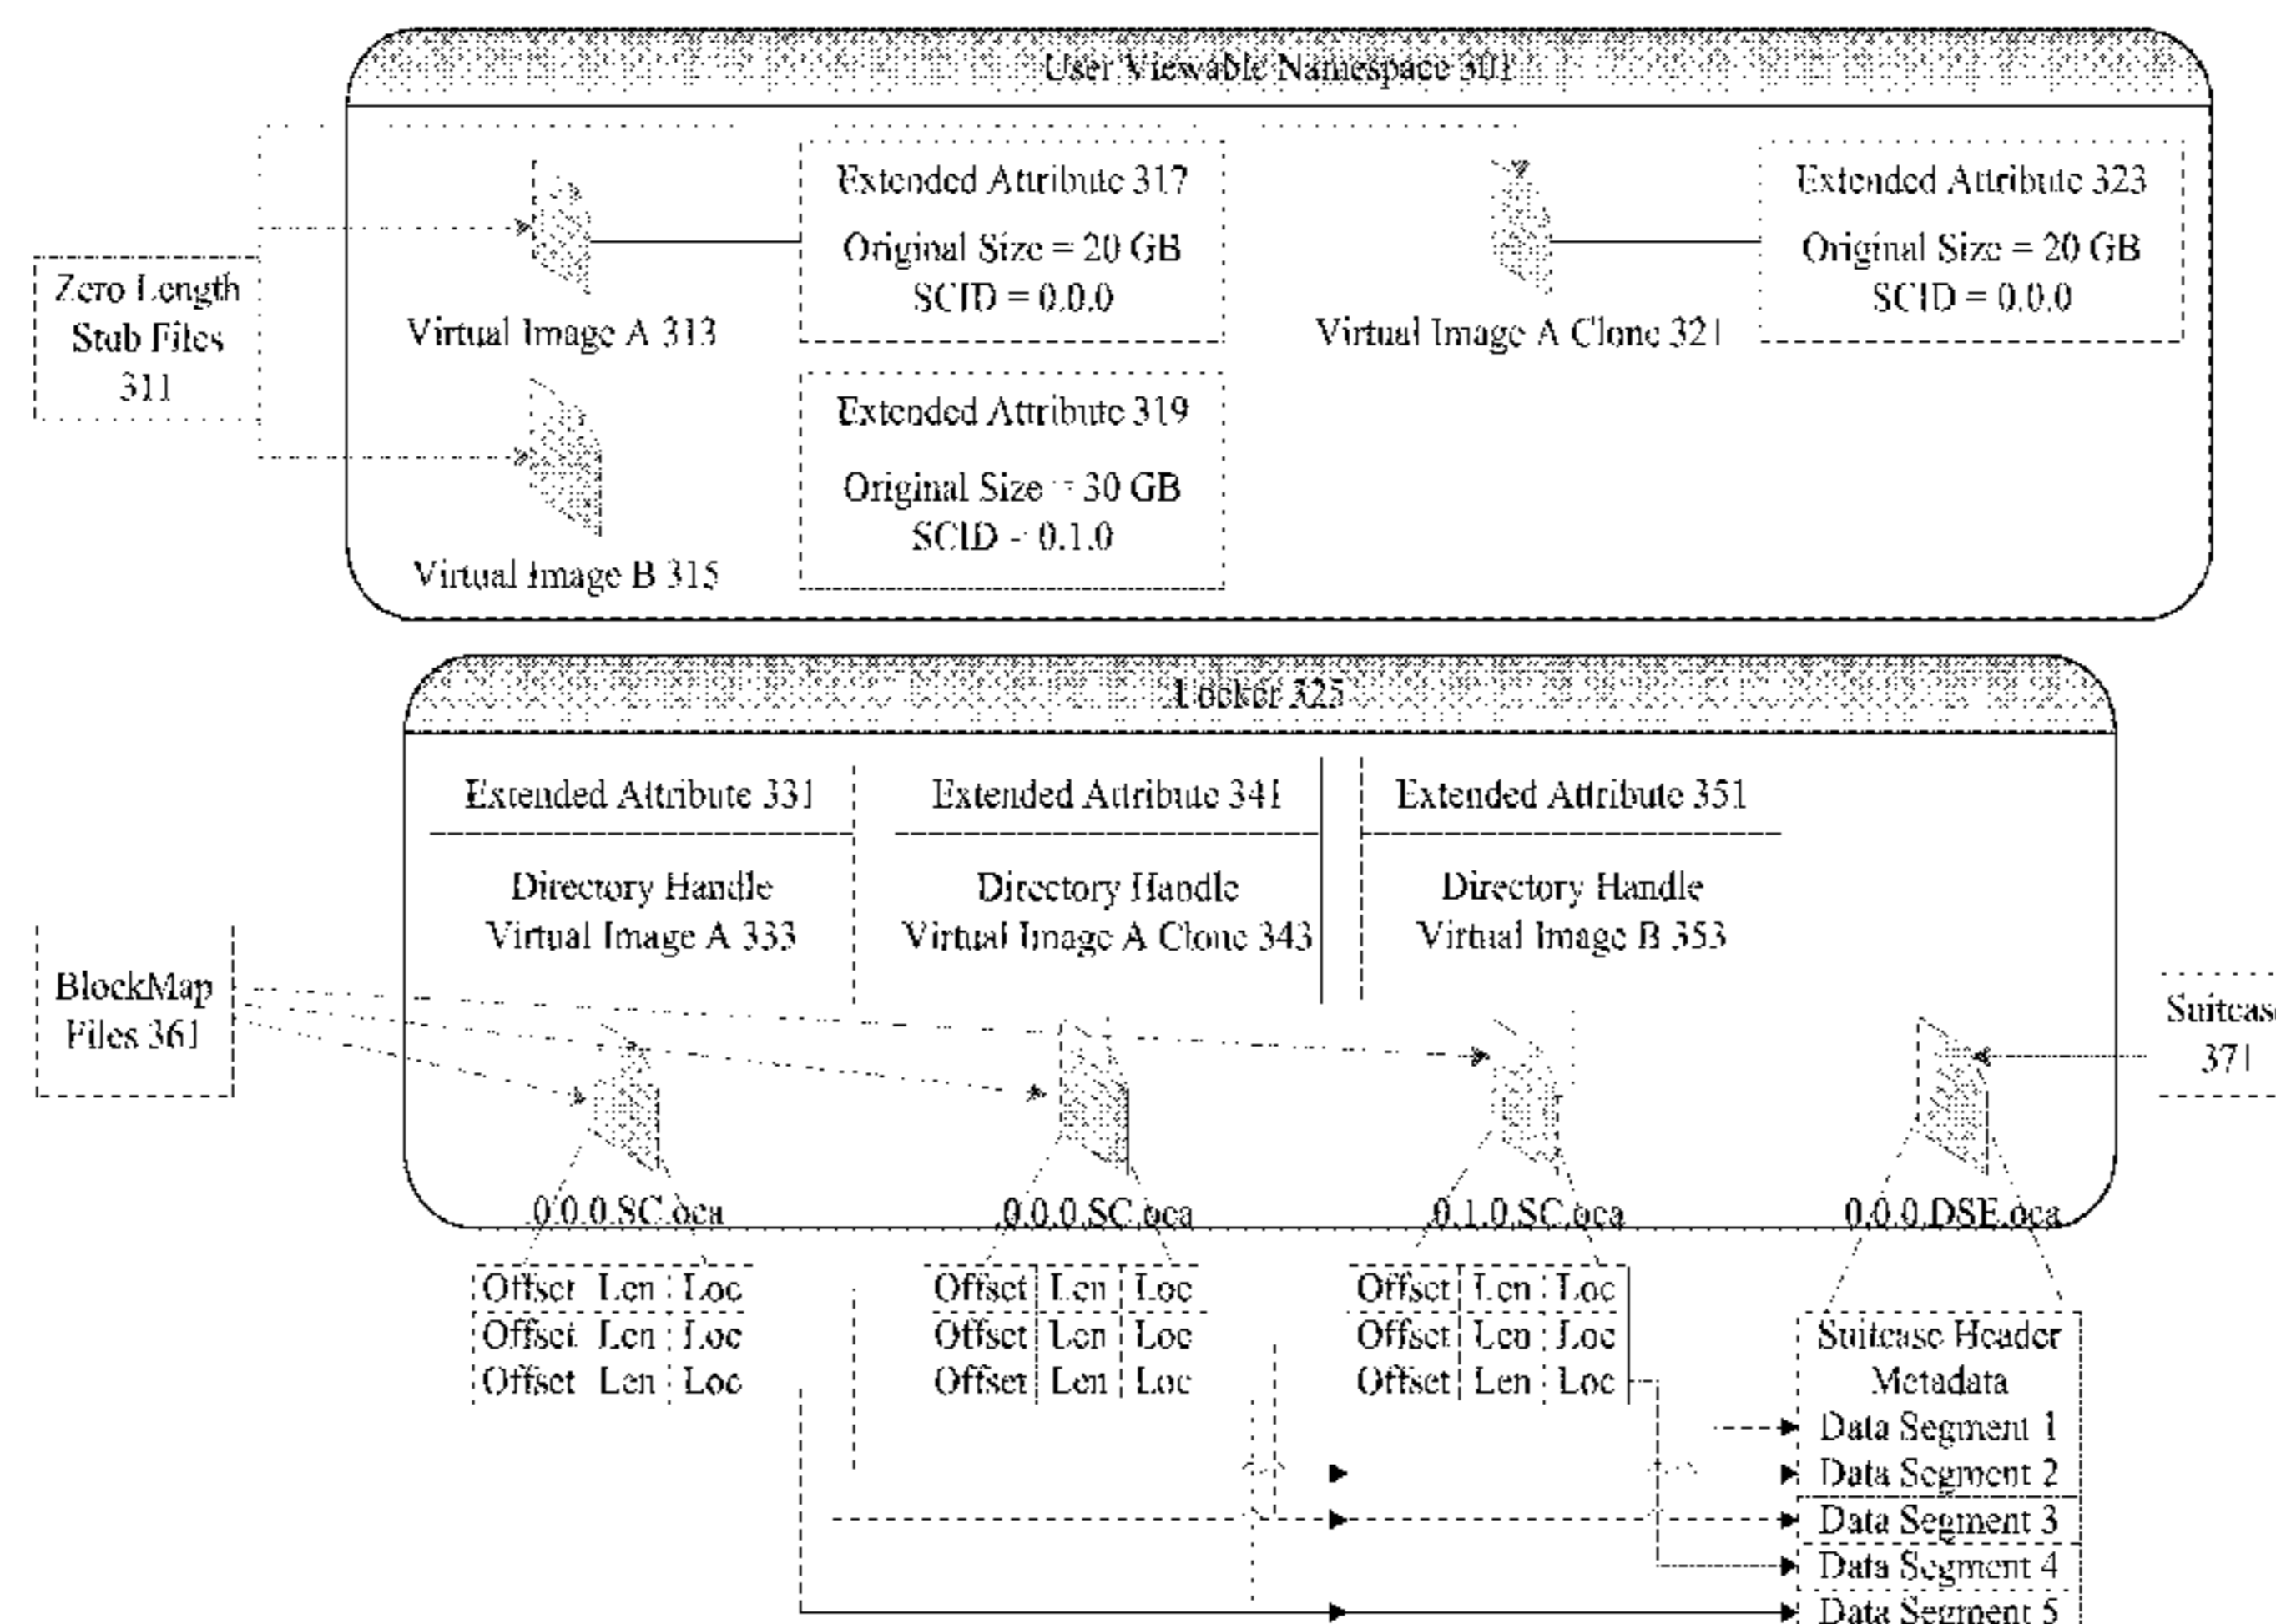 User Viewable Namespace 301
Extended Attribute 317
Original Size = 20 GB
SCID = 0.0.0
Extended Attribute 323
Original Size = 20 GB
SCID = 0.0.0
Zero Length
Stub Files
311
Virtual Image A 313
Virtual Image A Clone 321
Extended Attribute 319
Original Size = 30 GB
SCID = 0.1.0
Virtual Image B 315
Locker 325
Extended Attribute 331
Extended Attribute 341
Extended Attribute 351
Directory Handle
Virtual Image A 333
Directory Handle
Virtual Image A Clone 343
Directory Handle
Virtual Image B 353
BlockMap
Files 361
Suitcas
371
.0.0.0.SC.oca
.0.0.0.SC.oca
.0.1.0.SC.oca
0.0.0.DSE.oca
Offset Len Loc
Offset Len Loc
Offset Len Loc
Offset Len Loc
Offset Len Loc
Offset Len Loc
Offset Len Loc
Offset Len Loc
Offset Len Loc
Suitcase Header
Metadata
Data Segment 1
Data Segment 2
Data Segment 3
Data Segment 4
Data Segment 5